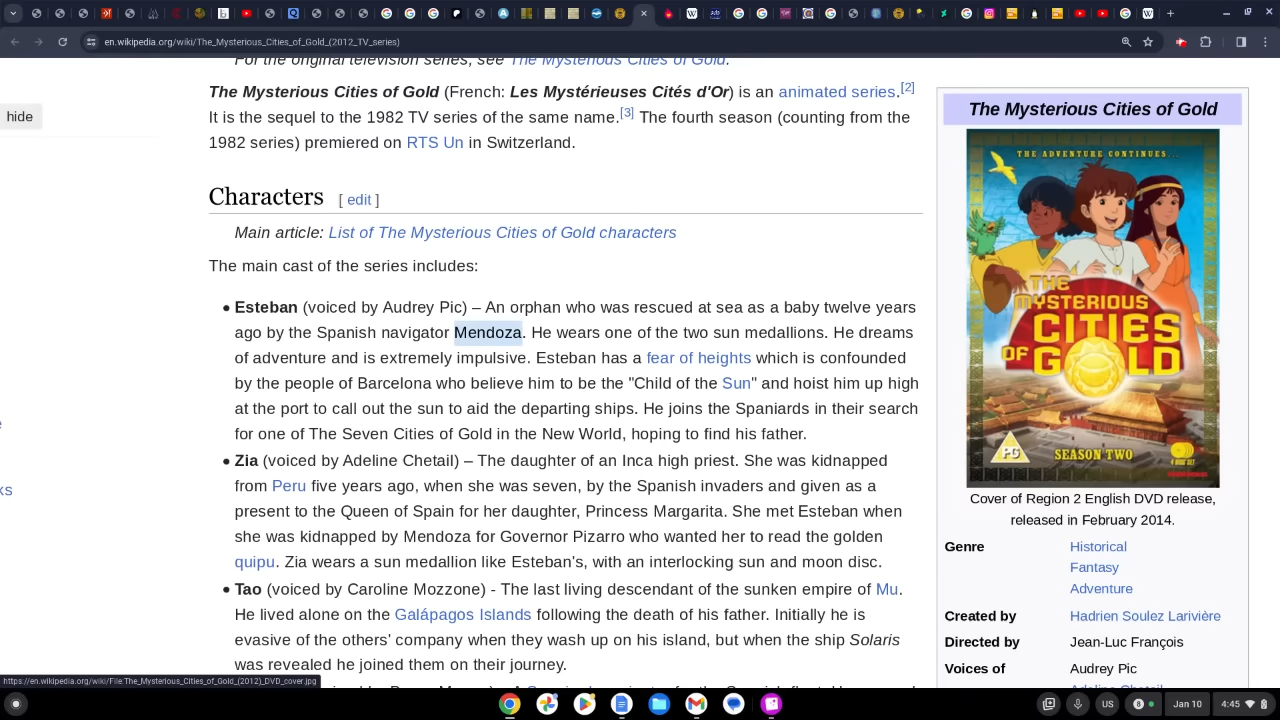 en.wikipedia.org/wiki/The_Mysterious_Cities_of_Gold_(2012_TV_series)
hide
For the original television series, see The Mysterious Cities of Gold.
The Mysterious Cities of Gold (French: Les Mystérieuses Cités d'Or) is an animated series.[2]
It is the sequel to the 1982 TV series of the same name.[3] The fourth season (counting from the
1982 series) premiered on RTS Un in Switzerland.
Characters [ edit ]
Main article: List of The Mysterious Cities of Gold characters
The main cast of the series includes:
Esteban (voiced by Audrey Pic) – An orphan who was rescued at sea as a baby twelve years
ago by the Spanish navigator Mendoza. He wears one of the two sun medallions. He dreams
of adventure and is extremely impulsive. Esteban has a fear of heights which is confounded
by the people of Barcelona who believe him to be the "Child of the Sun" and hoist him up high
at the port to call out the sun to aid the departing ships. He joins the Spaniards in their search
for one of The Seven Cities of Gold in the New World, hoping to find his father.
Zia (voiced by Adeline Chetail) – The daughter of an Inca high priest. She was kidnapped
from Peru five years ago, when she was seven, by the Spanish invaders and given as a
present to the Queen of Spain for her daughter, Princess Margarita. She met Esteban when
she was kidnapped by Mendoza for Governor Pizarro who wanted her to read the golden
quipu. Zia wears a sun medallion like Esteban's, with an interlocking sun and moon disc.
Tao (voiced by Caroline Mozzone) - The last living descendant of the sunken empire of Mu.
He lived alone on the Galápagos Islands following the death of his father. Initially he is
evasive of the others' company when they wash up on his island, but when the ship Solaris
was revealed he joined them on their journey.
The Mysterious Cities of Gold
THE ADVENTURE CONTINUES...
THE
MYSTERIOUS
CITIES
OF GOLD
PG
SEASON TWO
Cover of Region 2 English DVD release,
released in February 2014.
Genre Historical
Fantasy
Adventure
Created by Hadrien Soulez Larivière
Directed by Jean-Luc François
Voices of Audrey Pic
Adeline Chetail
https://en.wikipedia.org/wiki/File:The_Mysterious_Cities_of_Gold_(2012)_DVD_cover.jpg
US
8
Jan 10
4:45